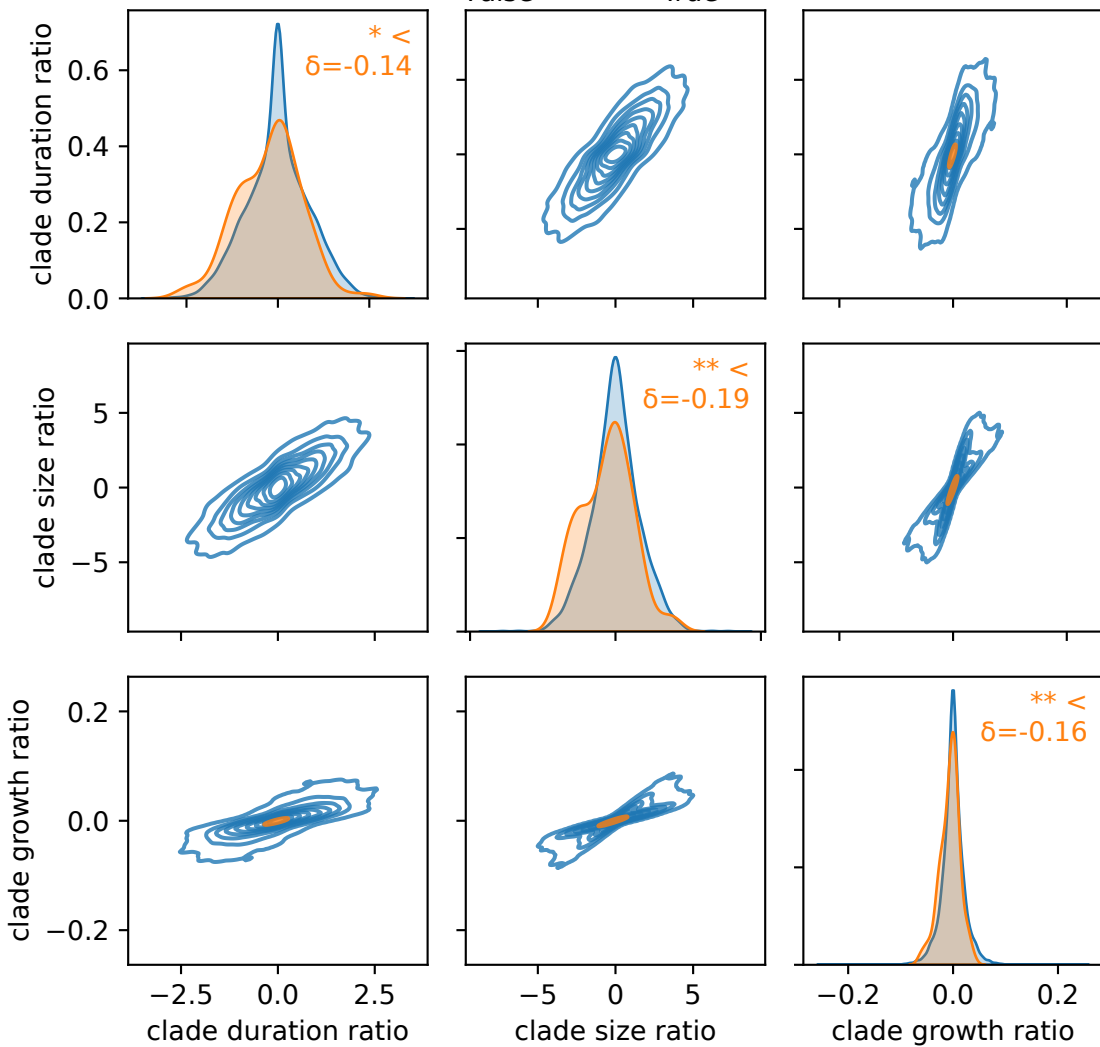 clade duration ratio
0.6
0.4
0.2
0.0
* <
δ=-0.14
clade size ratio
5
0
−5
** <
δ=-0.19
clade growth ratio
0.2
0.0
−0.2
** <
δ=-0.16
−2.5 0.0 2.5
clade duration ratio
−5 0 5
clade size ratio
−0.2 0.0 0.2
clade growth ratio